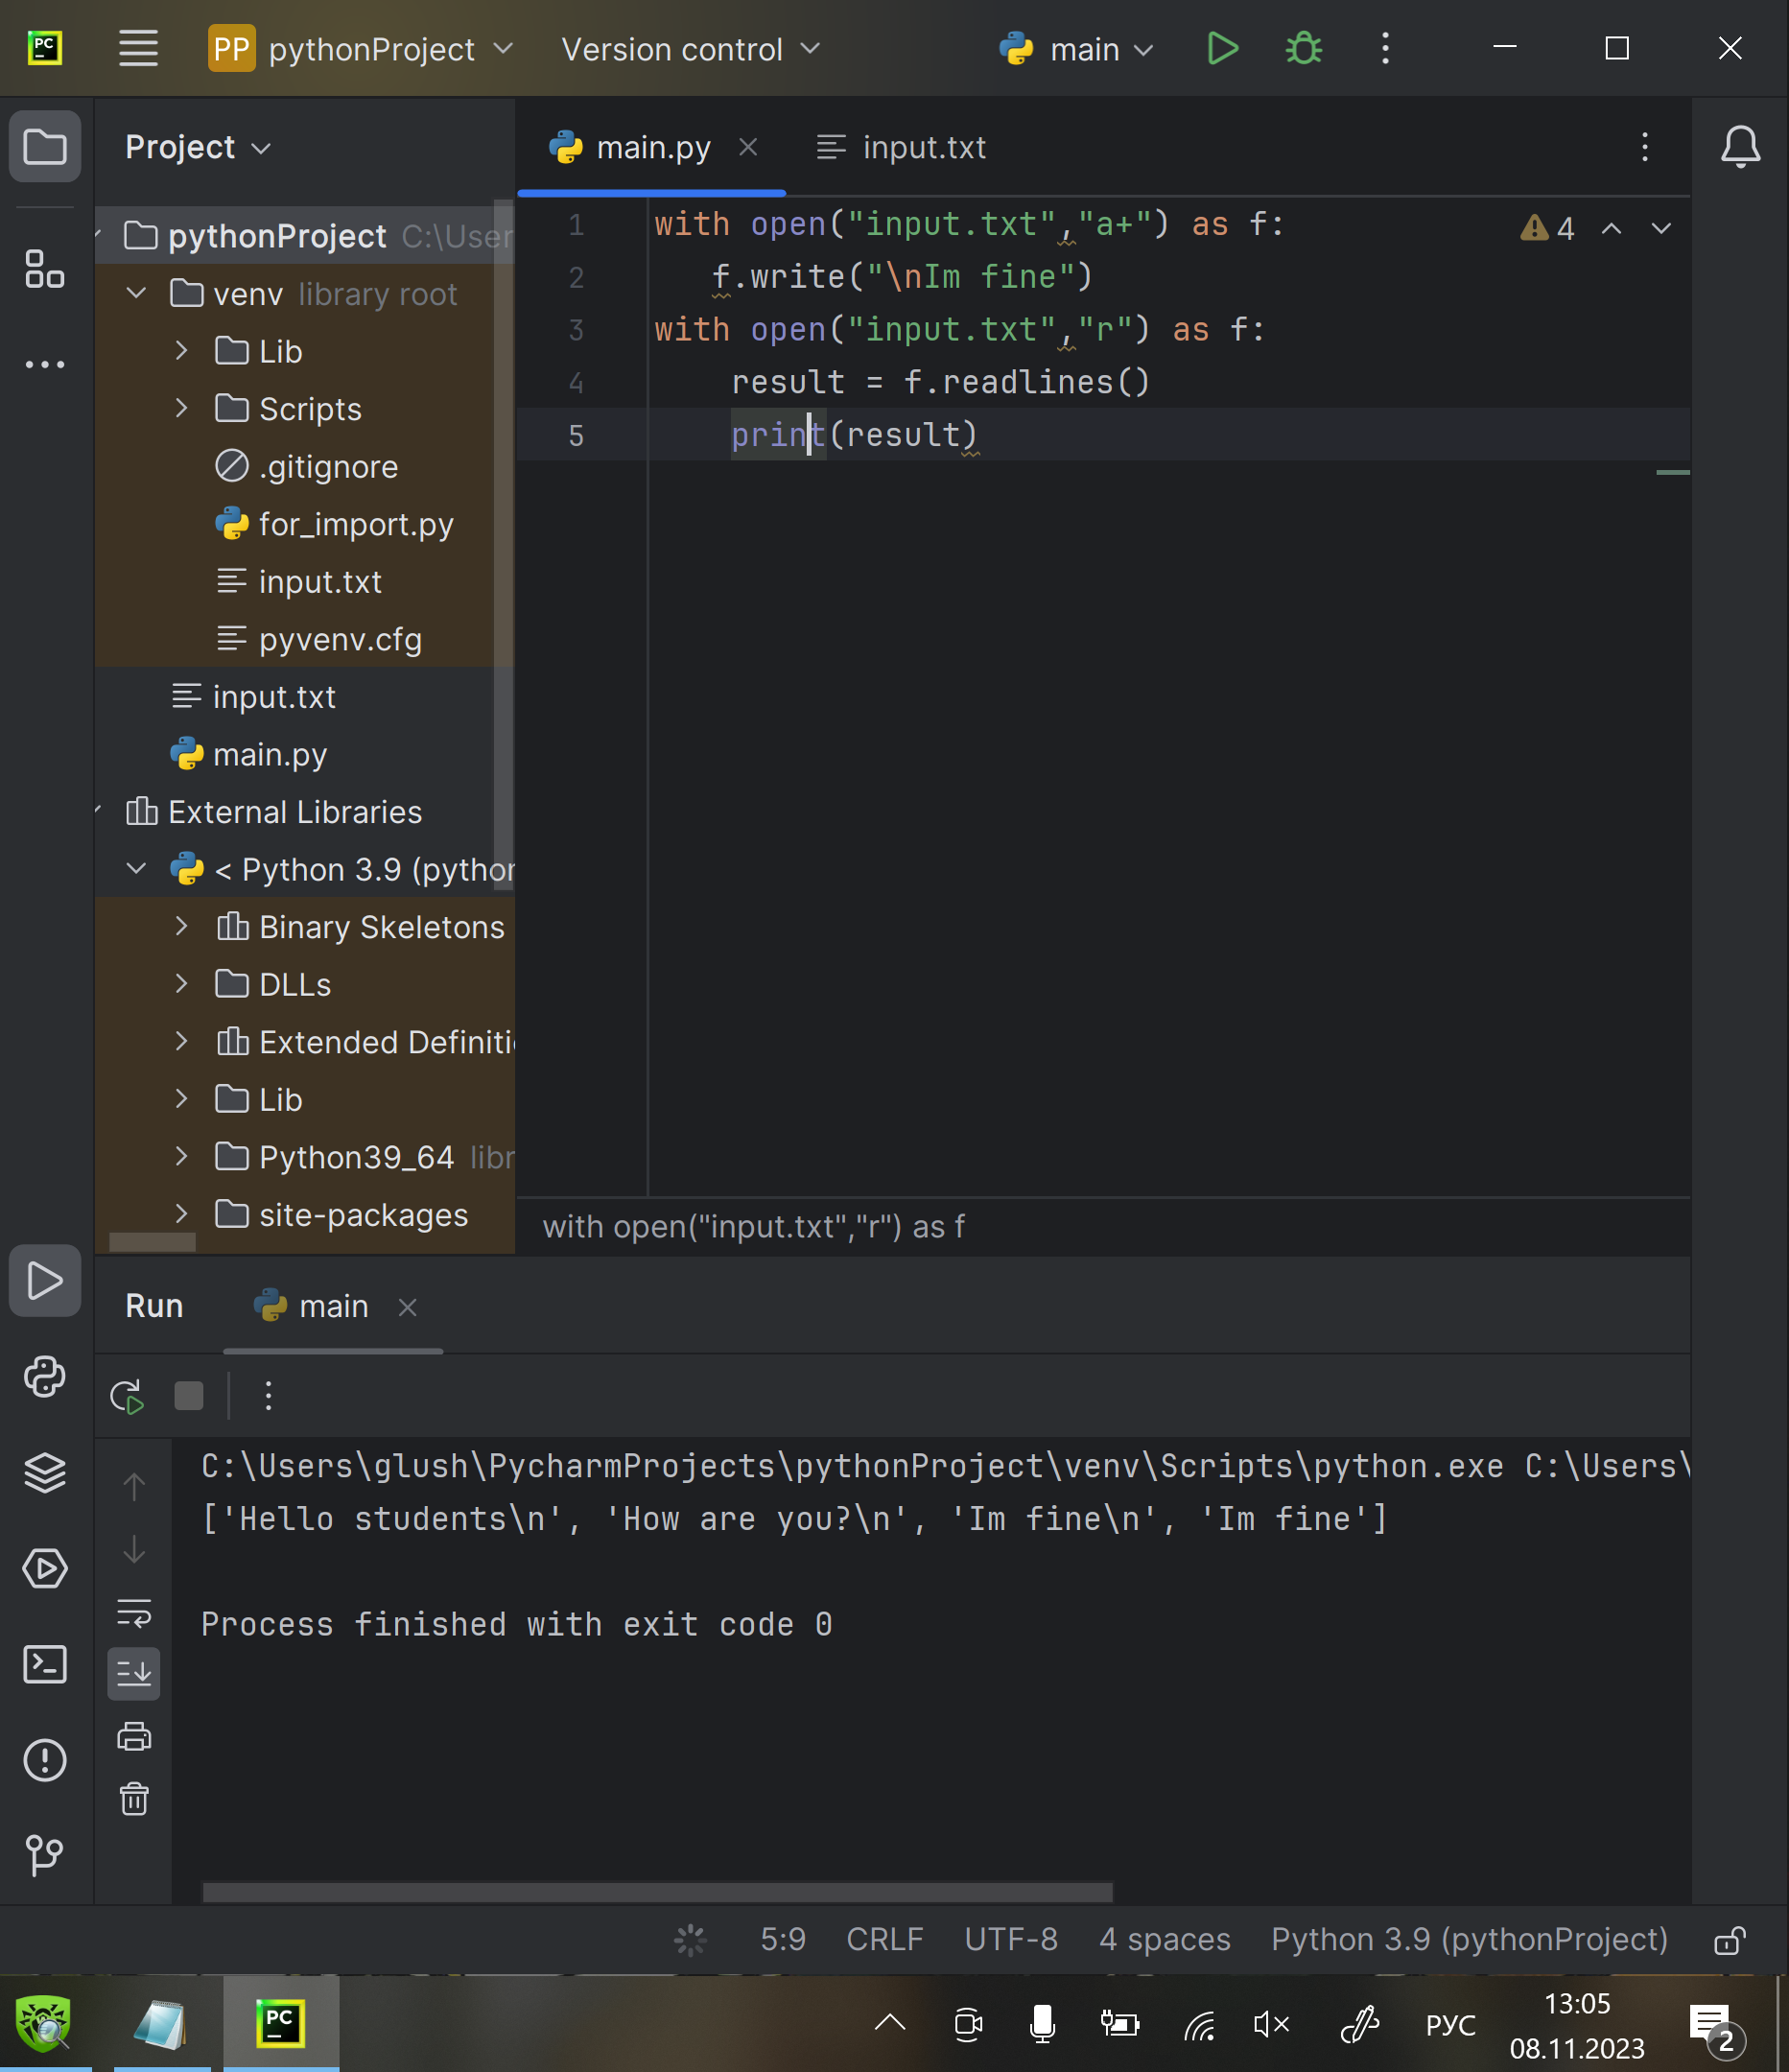 PC
PP pythonProject Version control main
Project
main.py input.txt
pythonProject C:\User
venv library root
Lib
Scripts
.gitignore
for_import.py
input.txt
pyvenv.cfg
input.txt
main.py
External Libraries
< Python 3.9 (python
Binary Skeletons
DLLs
Extended Definiti
Lib
Python39_64 libr
site-packages
4
1 with open("input.txt","a+") as f:
2 f.write("\nIm fine")
3 with open("input.txt","r") as f:
4 result = f.readlines()
5 print(result)
with open("input.txt","r") as f
Run main
C:\Users\glush\PycharmProjects\pythonProject\venv\Scripts\python.exe C:\Users\
['Hello students\n', 'How are you?\n', 'Im fine\n', 'Im fine']
Process finished with exit code 0
5:9 CRLF UTF-8 4 spaces Python 3.9 (pythonProject)
PC
РУС
13:05
08.11.2023
2